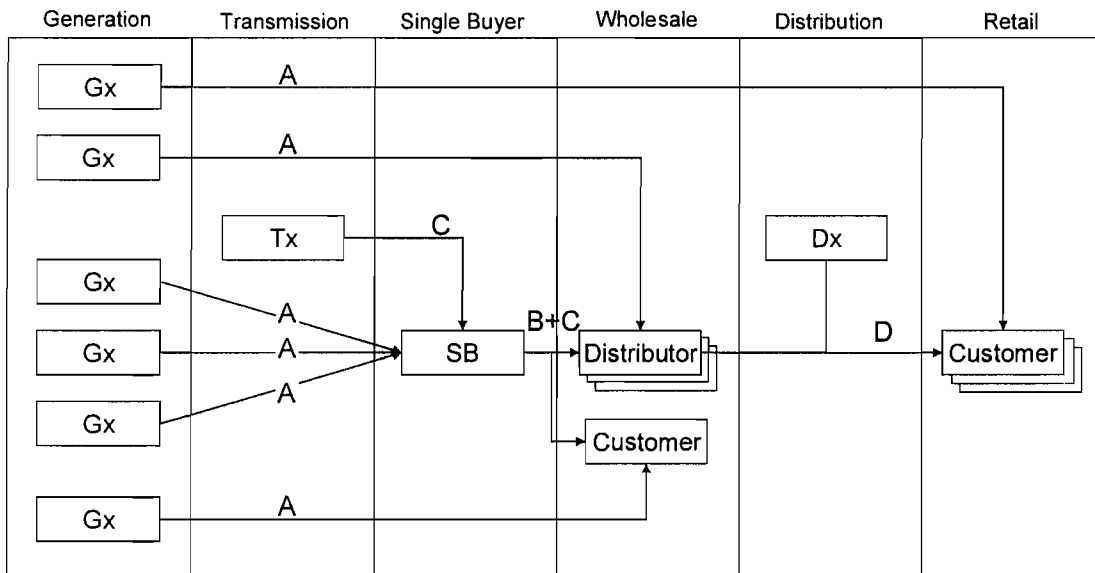 Generation Transmission Single Buyer Wholesale Distribution Retail
Gx A
Gx A
Tx C Dx
Gx
A B+C
Gx A SB Distributor D Customer
A
Gx
Customer
Gx A